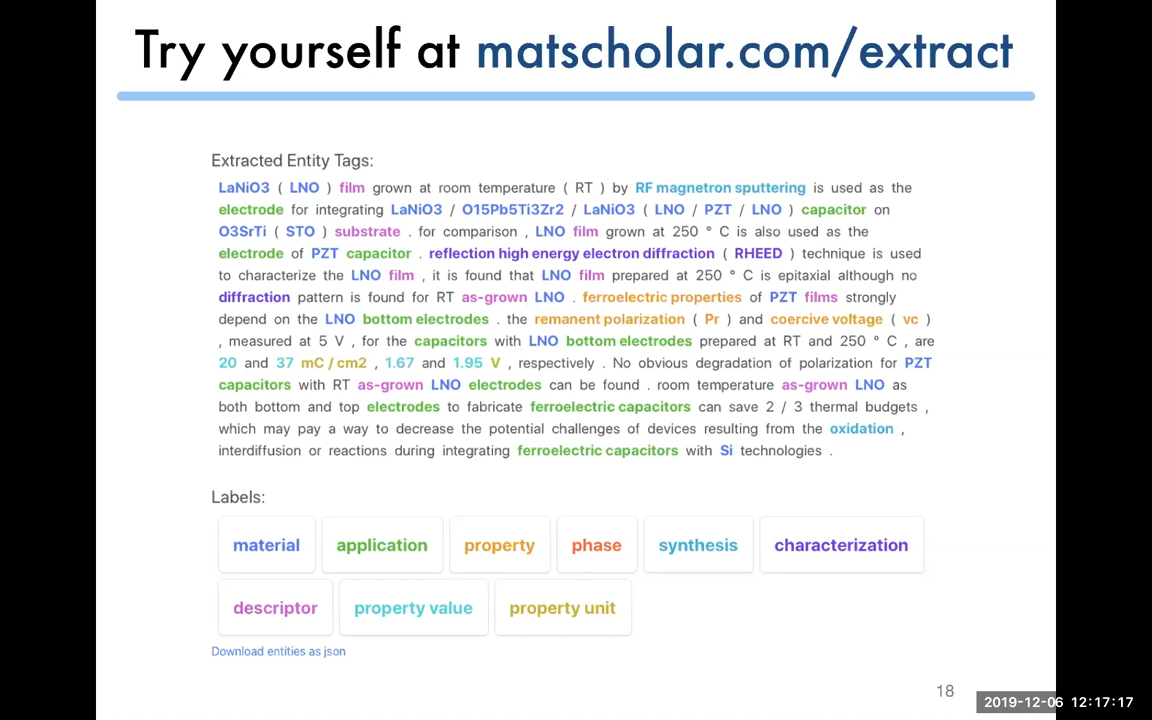 Try yourself at matscholar.com/extract
Extracted Entity Tags:
LaNiO3 ( LNO ) film grown at room temperature ( RT ) by RF magnetron sputtering is used as the
electrode for integrating LaNiO3 / O15Pb5Ti3Zr2 / LaNiO3 ( LNO / PZT / LNO ) capacitor on
O3SrTi ( STO ) substrate . for comparison , LNO film grown at 250 ° C is also used as the
electrode of PZT capacitor . reflection high energy electron diffraction ( RHEED ) technique is used
to characterize the LNO film , it is found that LNO film prepared at 250 ° C is epitaxial although no
diffraction pattern is found for RT as-grown LNO . ferroelectric properties of PZT films strongly
depend on the LNO bottom electrodes . the remanent polarization ( Pr ) and coercive voltage ( vc )
, measured at 5 V , for the capacitors with LNO bottom electrodes prepared at RT and 250 ° C , are
20 and 37 mC / cm2 , 1.67 and 1.95 V , respectively . No obvious degradation of polarization for PZT
capacitors with RT as-grown LNO electrodes can be found . room temperature as-grown LNO as
both bottom and top electrodes to fabricate ferroelectric capacitors can save 2 / 3 thermal budgets ,
which may pay a way to decrease the potential challenges of devices resulting from the oxidation ,
interdiffusion or reactions during integrating ferroelectric capacitors with Si technologies .
Labels:
material application property phase synthesis characterization
descriptor property value property unit
Download entities as json
18
2019-12-06 12:17:17